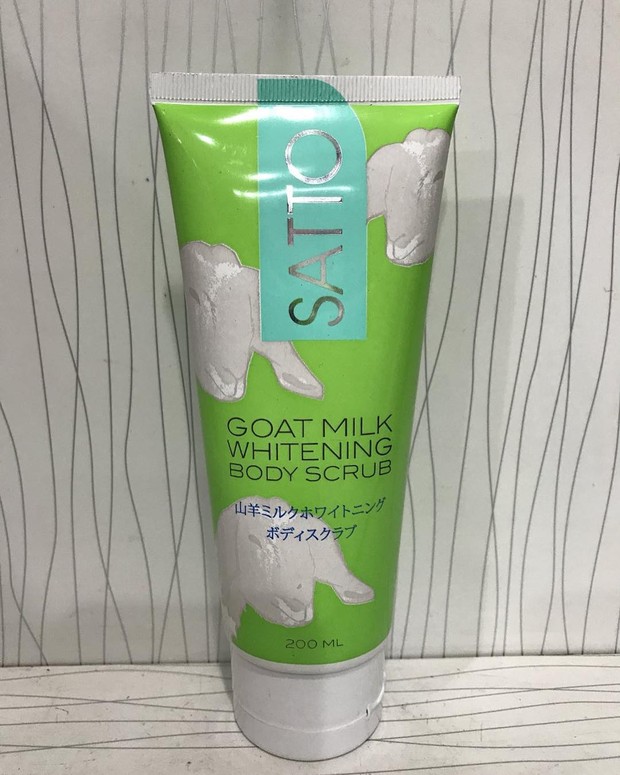 SATTO
GOAT MILK
WHITENING
BODY SCRUB
山羊ミルクホワイトニング
ボディスクラブ
200 ML